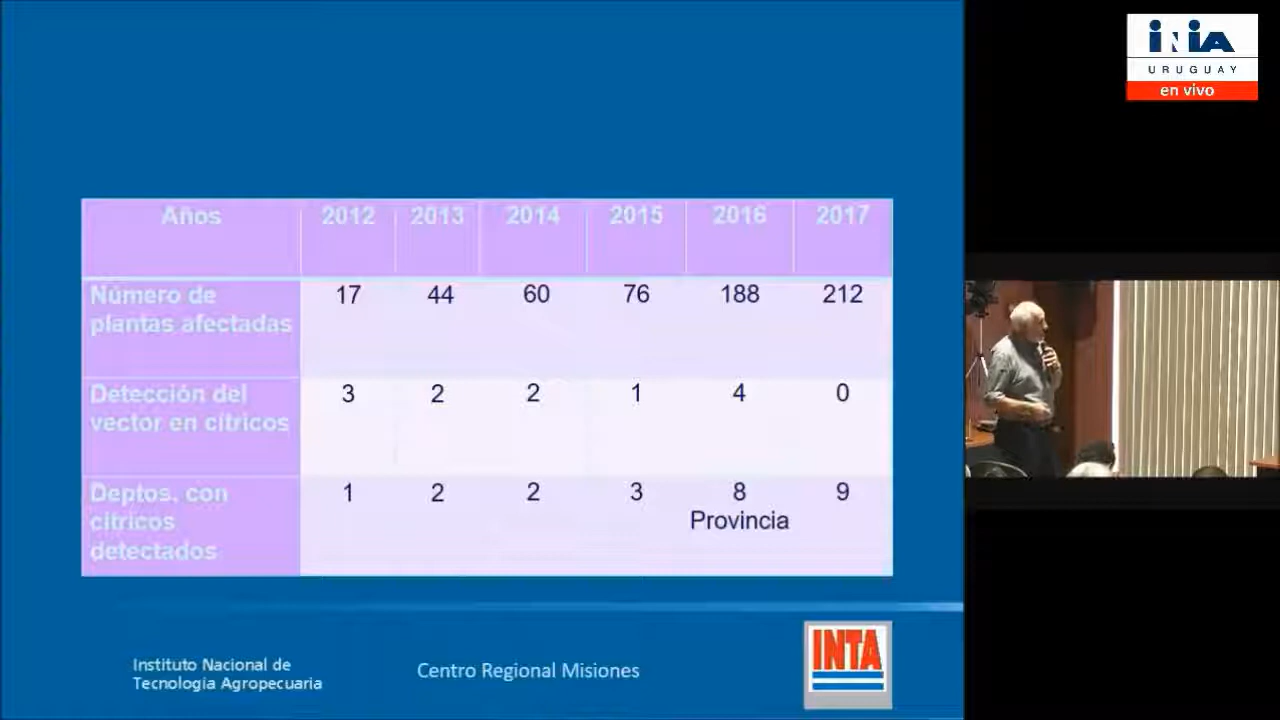 Años 2012 2013 2014 2015 2016 2017
Número de
plantas afectadas 17 44 60 76 188 212
Detección del
vector en cítricos 3 2 2 1 4 0
Deptos. con
cítricos
detectados 1 2 2 3 8 9
Provincia
Instituto Nacional de
Tecnología Agropecuaria
Centro Regional Misiones
INTA
inia
URUGUAY
en vivo